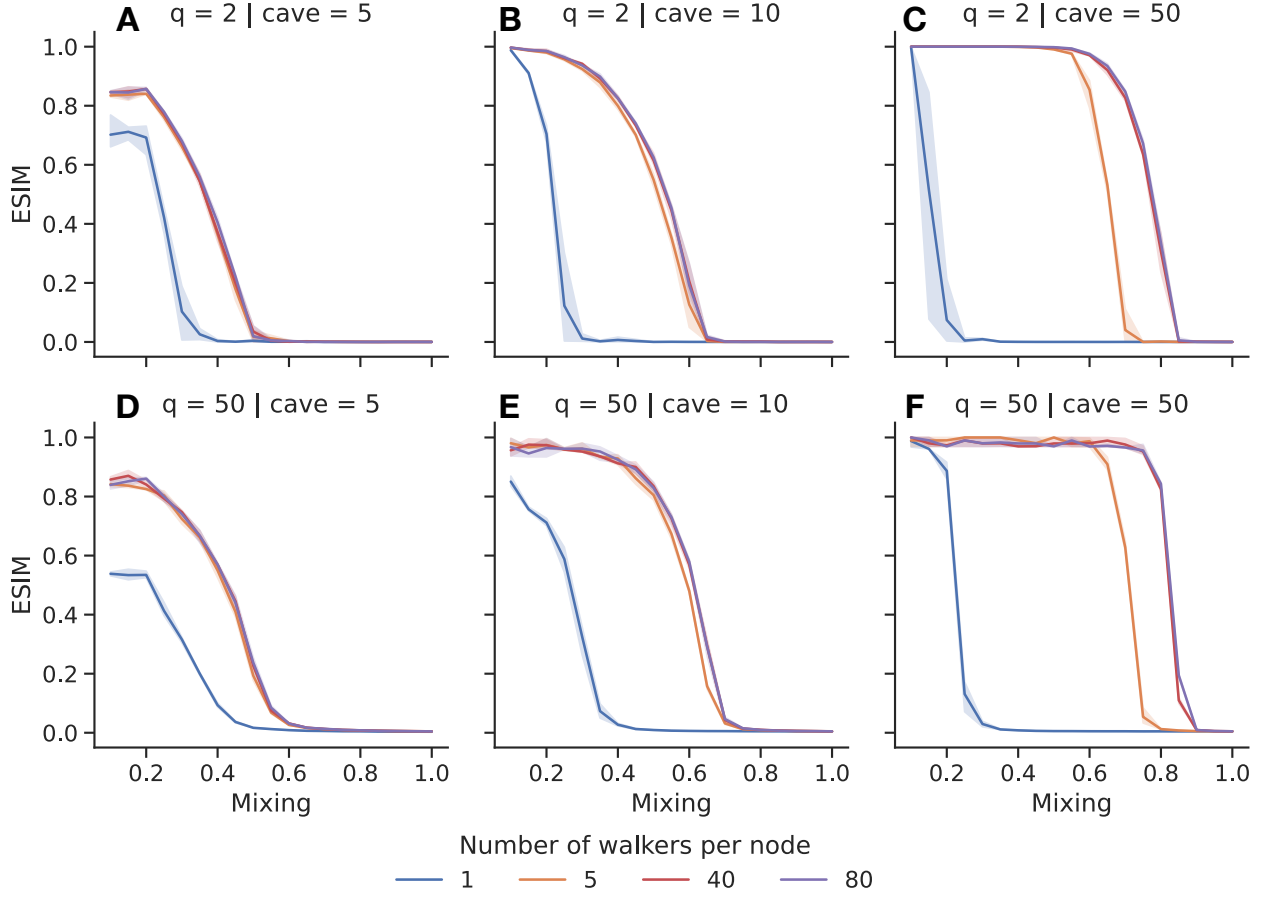 A q = 2 | cave = 5
B q = 2 | cave = 10
C q = 2 | cave = 50
ESIM
1.0
0.8
0.6
0.4
0.2
0.0
D q = 50 | cave = 5
E q = 50 | cave = 10
F q = 50 | cave = 50
ESIM
1.0
0.8
0.6
0.4
0.2
0.0
0.2 0.4 0.6 0.8 1.0
0.2 0.4 0.6 0.8 1.0
0.2 0.4 0.6 0.8 1.0
Mixing
Mixing
Mixing
Number of walkers per node
1 5 40 80